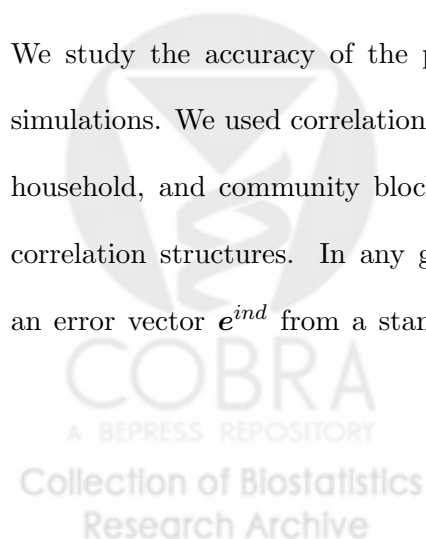 We study the accuracy of the p
simulations. We used correlation
household, and community bloc
correlation structures. In any g
an error vector e^{ind} from a stan
COBRA
A BEPRESS REPOSITORY
Collection of Biostatistics
Research Archive